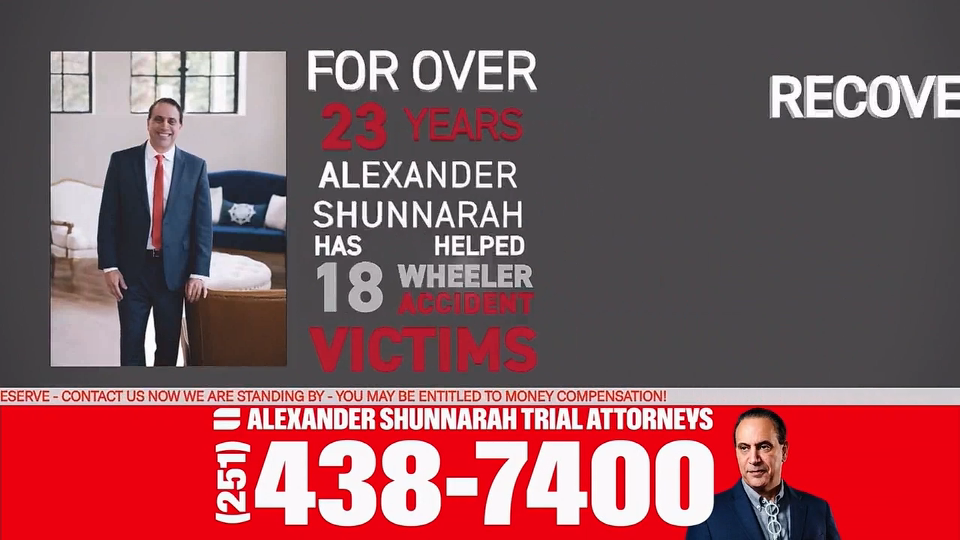 FOR OVER
23 YEARS
ALEXANDER
SHUNNARAH
HAS HELPED
18 WHEELER
ACCIDENT
VICTIMS
RECOVE
ESERVE - CONTACT US NOW WE ARE STANDING BY - YOU MAY BE ENTITLED TO MONEY COMPENSATION!
ALEXANDER SHUNNARAH TRIAL ATTORNEYS
(251) 438-7400